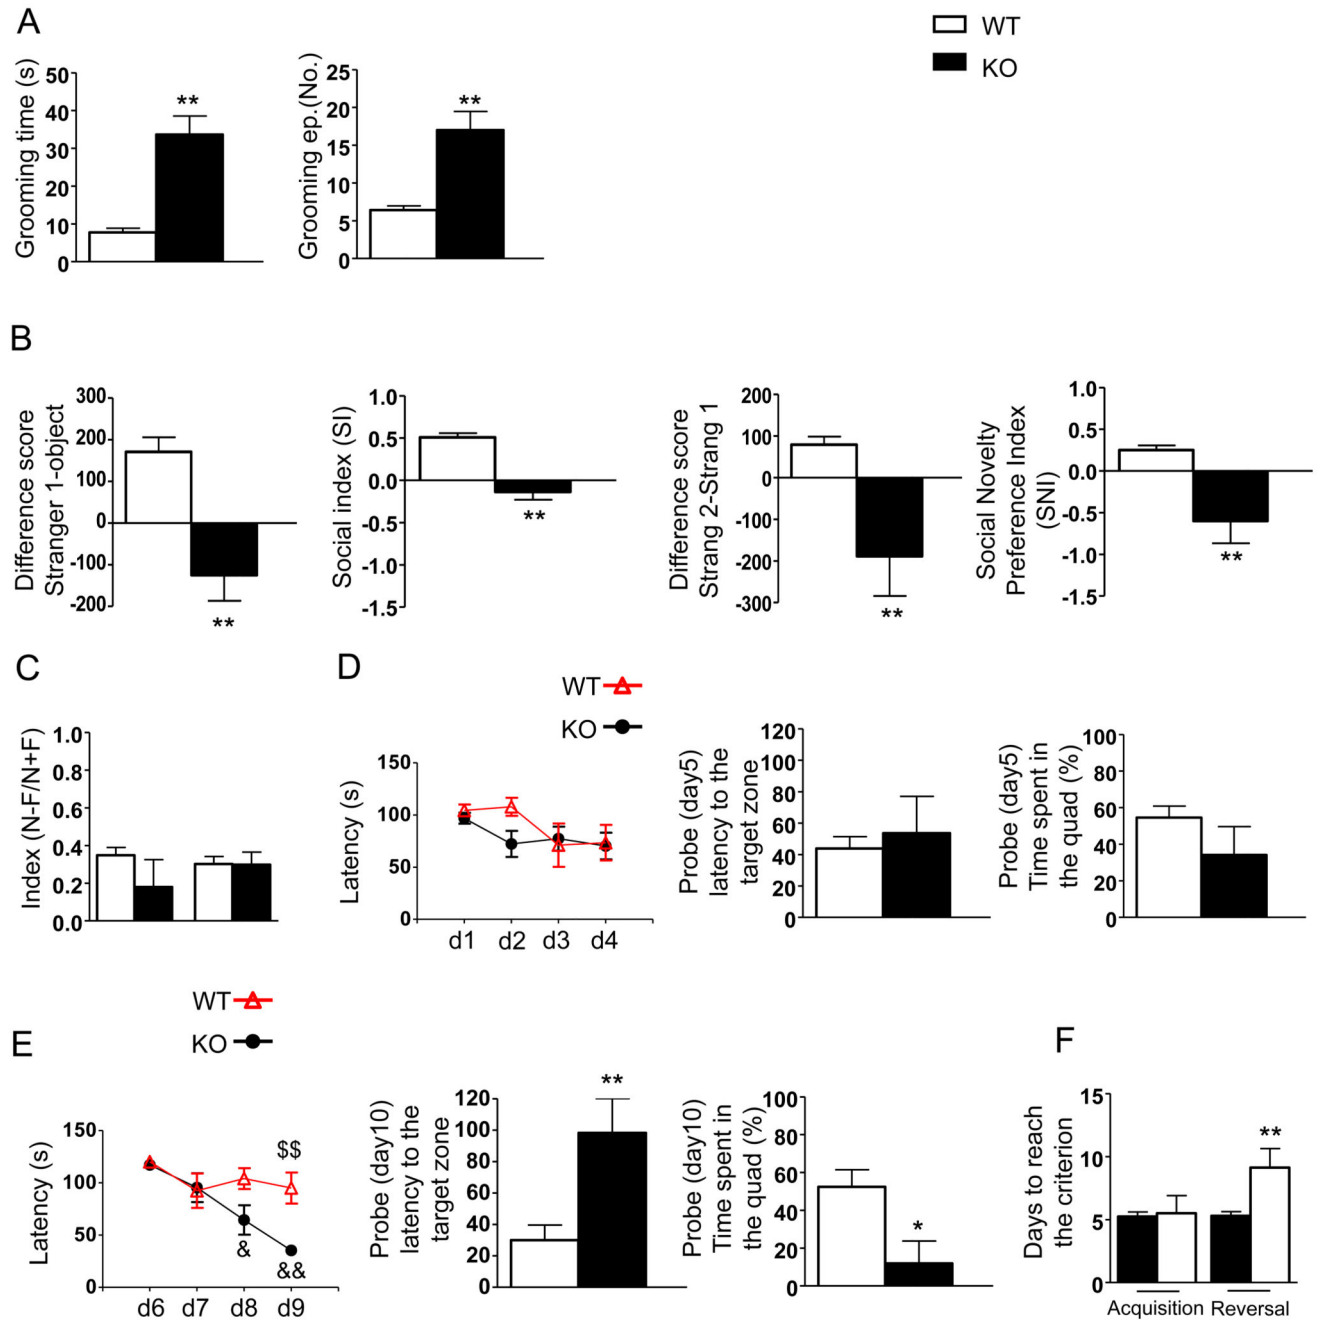 A
WT
KO
Grooming time (s)
50
40
30
20
10
0
**
Grooming ep.(No.)
25
20
15
10
5
0
**
B
Difference score
Stranger 1-object
300
200
100
0
-100
-200
**
Social index (SI)
1.0
0.5
0.0
-0.5
-1.0
-1.5
**
Difference score
Strang 2-Strang 1
200
100
0
-100
-200
-300
**
Social Novelty
Preference Index
(SNI)
1.0
0.5
0.0
-0.5
-1.0
-1.5
**
C
Index (N-F/N+F)
1.0
0.8
0.6
0.4
0.2
0.0
D
WT
KO
Latency (s)
150
100
50
0
d1 d2 d3 d4
Probe (day5)
latency to the
target zone
120
100
80
60
40
20
0
Probe (day5)
Time spent in
the quad (%)
100
80
60
40
20
0
E
WT
KO
Latency (s)
150
100
50
0
$$
&
&&
d6 d7 d8 d9
Probe (day10)
latency to the
target zone
120
100
80
60
40
20
0
**
Probe (day10)
Time spent in
the quad (%)
100
80
60
40
20
0
*
F
Days to reach
the criterion
15
10
5
0
**
Acquisition Reversal